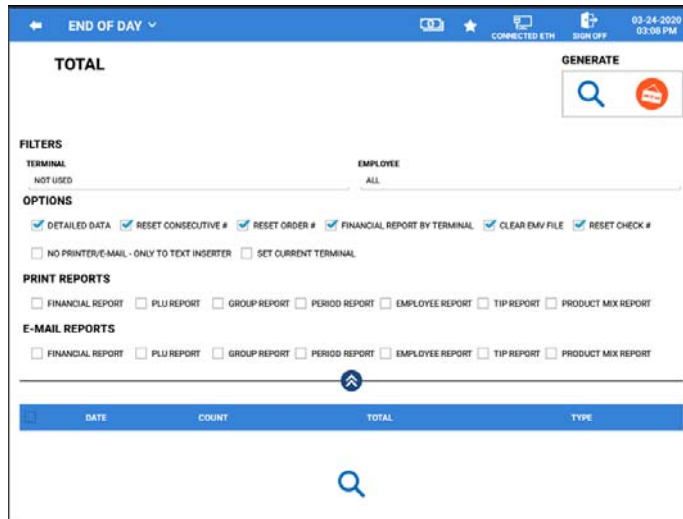 END OF DAY
CONNECTED ETH
SIGN OFF
03-24-2020
03:08 PM
TOTAL
GENERATE
FILTERS
TERMINAL
EMPLOYEE
NOT USED
ALL
OPTIONS
DETAILED DATA RESET CONSECUTIVE # RESET ORDER # FINANCIAL REPORT BY TERMINAL CLEAR EMV FILE RESET CHECK #
NO PRINTER/E-MAIL - ONLY TO TEXT INSERTER SET CURRENT TERMINAL
PRINT REPORTS
FINANCIAL REPORT PLU REPORT GROUP REPORT PERIOD REPORT EMPLOYEE REPORT TIP REPORT PRODUCT MIX REPORT
E-MAIL REPORTS
FINANCIAL REPORT PLU REPORT GROUP REPORT PERIOD REPORT EMPLOYEE REPORT TIP REPORT PRODUCT MIX REPORT
DATE COUNT TOTAL TYPE